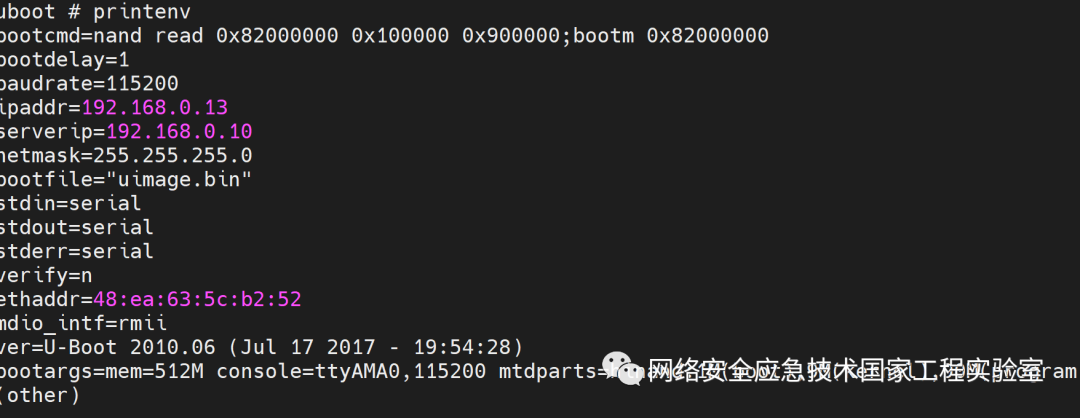 uboot # printenv
bootcmd=nand read 0x82000000 0x100000 0x900000;bootm 0x82000000
bootdelay=1
baudrate=115200
ipaddr=192.168.0.13
serverip=192.168.0.10
netmask=255.255.255.0
bootfile="uimage.bin"
stdin=serial
stdout=serial
stderr=serial
verify=n
ethaddr=48:ea:63:5c:b2:52
mdio_intf=rmii
ver=U-Boot 2010.06 (Jul 17 2017 - 19:54:28)
bootargs=mem=512M console=ttyAMA0,115200 mtdparts=
网络安全应急技术国家工程实验室
(other)